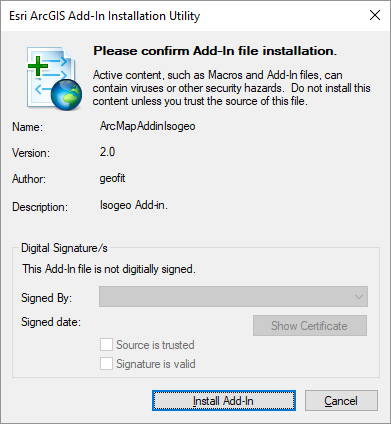 Esri ArcGIS Add-In Installation Utility
Please confirm Add-In file installation.
Active content, such as Macros and Add-In files, can
contain viruses or other security hazards. Do not install this
content unless you trust the source of this file.
Name: ArcMapAddinIsogeo
Version: 2.0
Author: geofit
Description: Isogeo Add-in.
Digital Signature/s
This Add-In file is not digitially signed.
Signed By:
Signed date: Show Certificate
Source is trusted
Signature is valid
Install Add-In Cancel